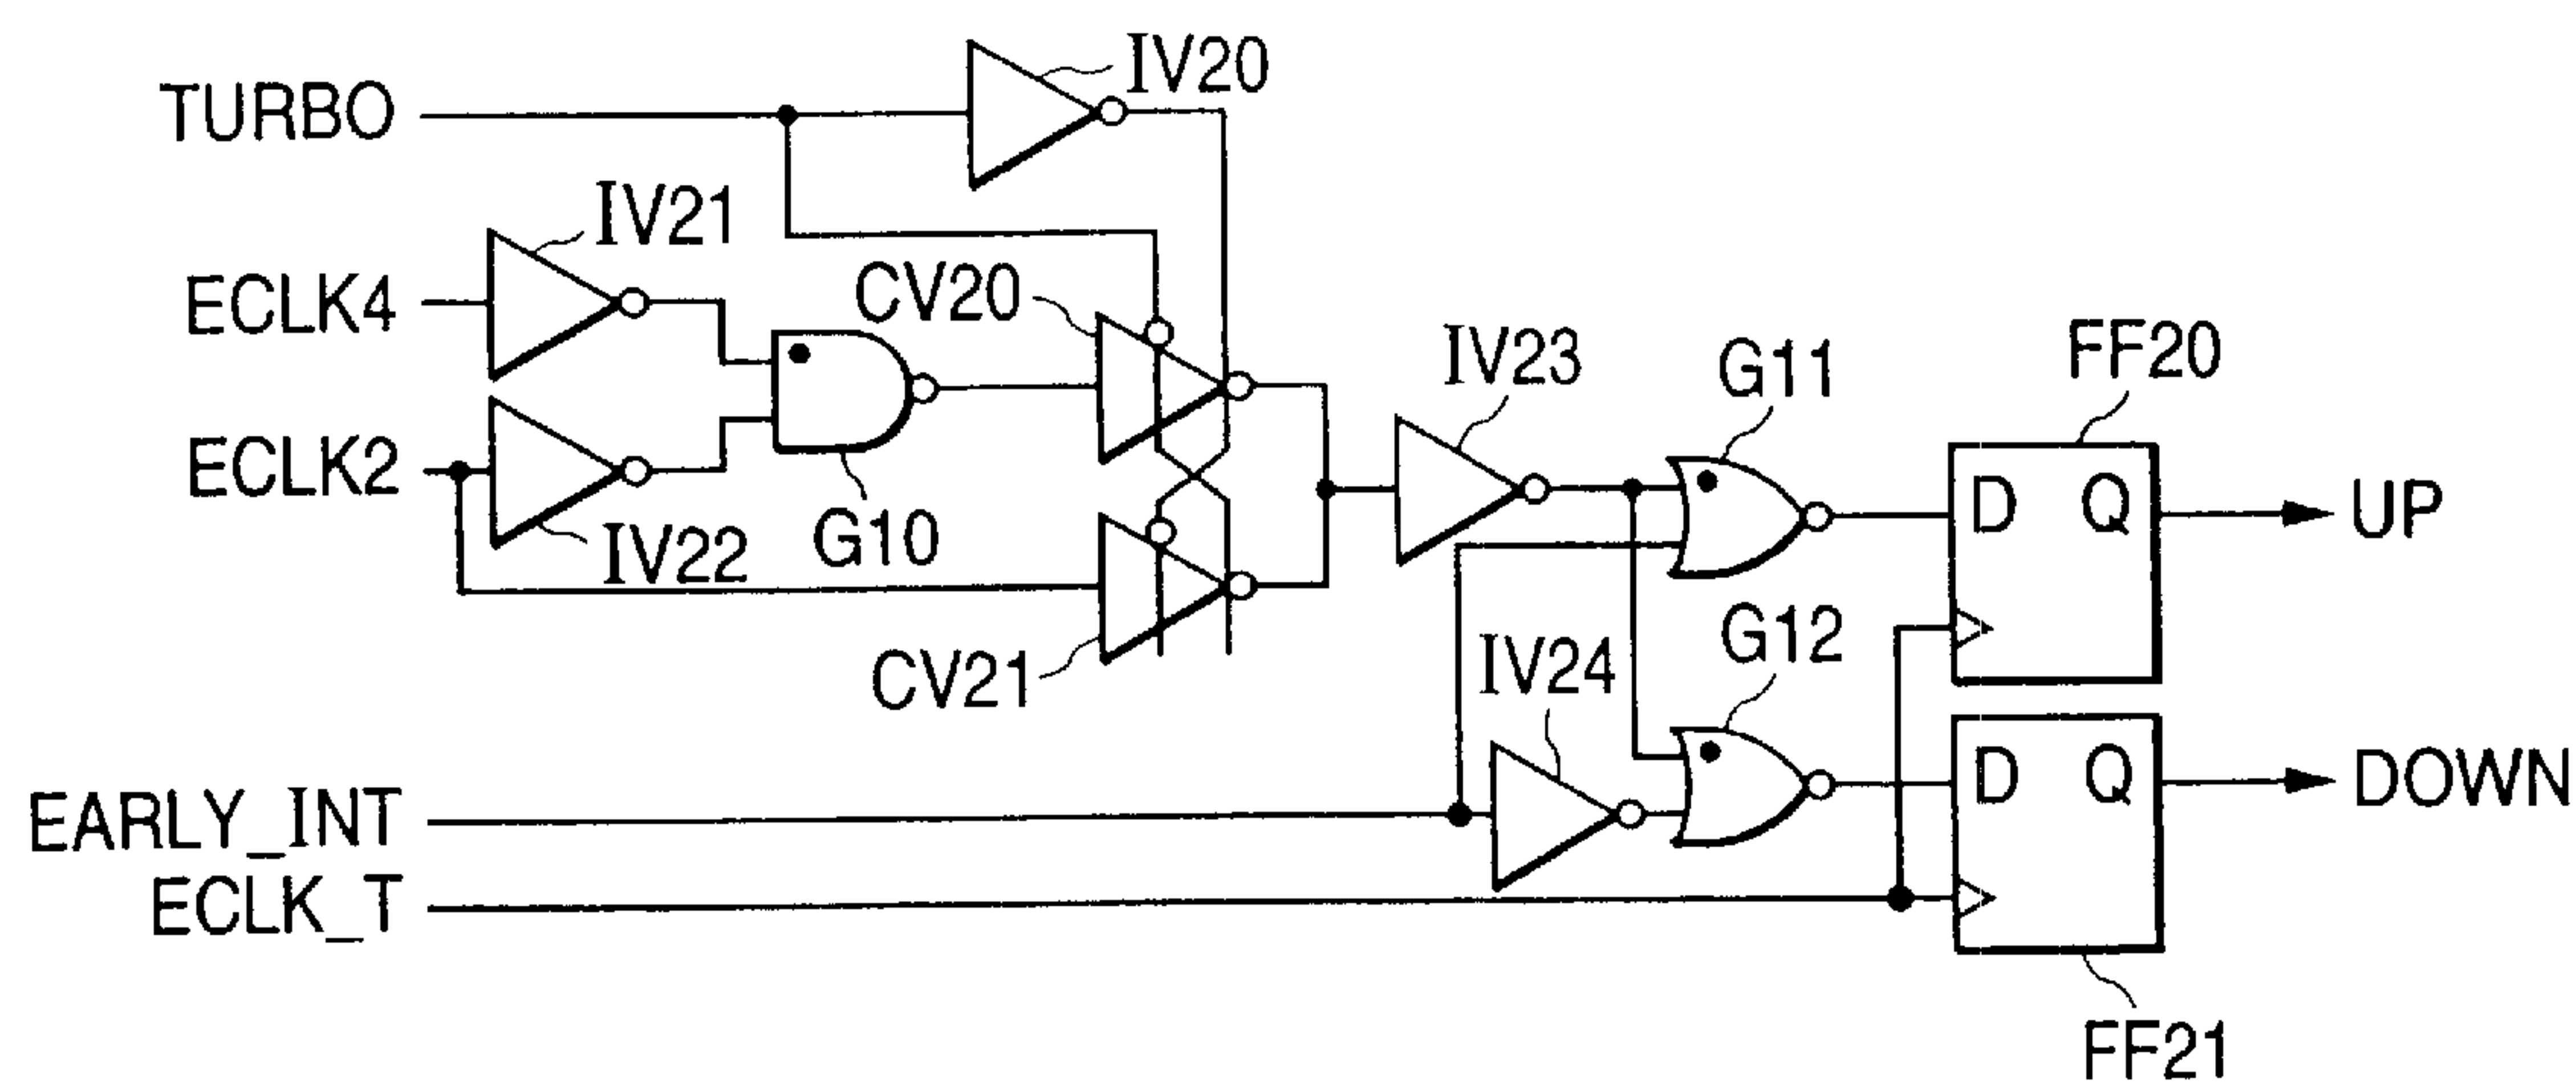 IV20
TURBO
IV21
ECLK4
CV20
IV23
G11
FF20
ECLK2
G10
IV22
D Q
UP
CV21
IV24
G12
EARLY_INT
D Q
DOWN
ECLK_T
FF21